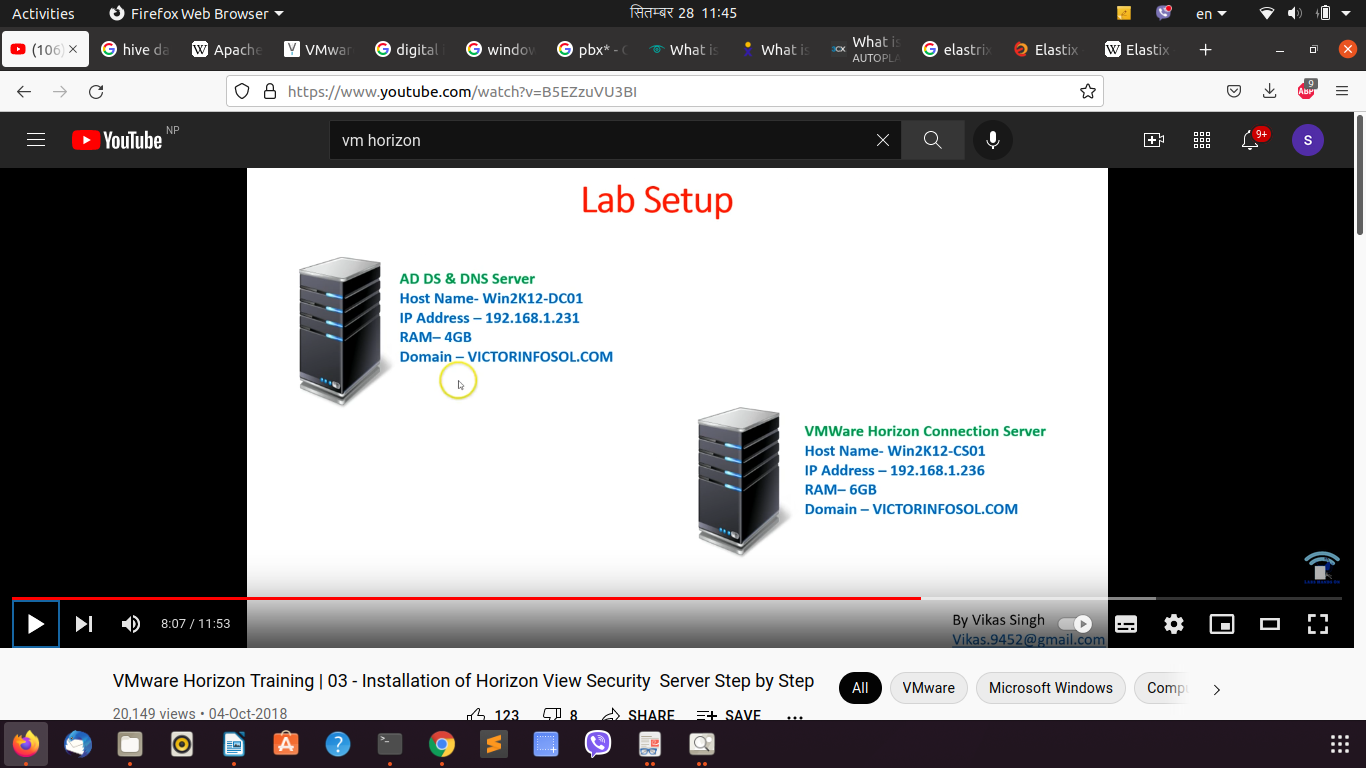 Activities
Firefox Web Browser
सितम्बर 28 11:45
en
(106)
hive da
Apache
VMwar
digital
window
pbx* - G
What is
What is
What is
AUTOPLA
elastrix
Elastix
Elastix
https://www.youtube.com/watch?v=B5EZzuVU3BI
ABP
9
YouTube NP
vm horizon
9+
S
Lab Setup
AD DS & DNS Server
Host Name- Win2K12-DC01
IP Address – 192.168.1.231
RAM– 4GB
Domain – VICTORINFOSOL.COM
VMWare Horizon Connection Server
Host Name- Win2K12-CS01
IP Address – 192.168.1.236
RAM– 6GB
Domain – VICTORINFOSOL.COM
8:07 / 11:53
By Vikas Singh
Vikas.9452@gmail.com
VMware Horizon Training | 03 - Installation of Horizon View Security Server Step by Step
All
VMware
Microsoft Windows
Compu
20,149 views • 04-Oct-2018
123
8
SHARE
SAVE